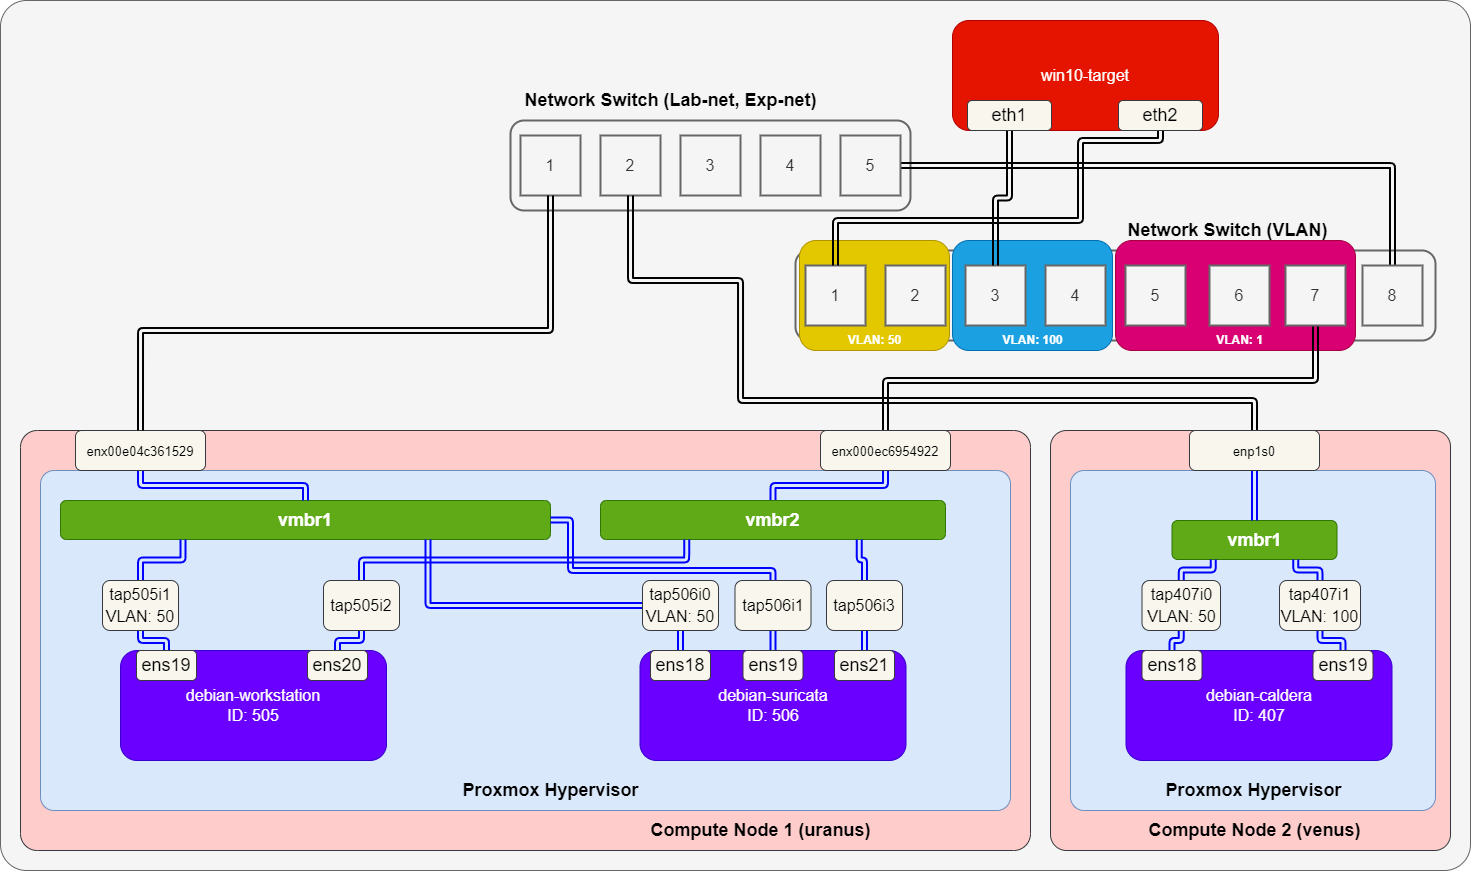 win10-target
eth1
eth2
Network Switch (Lab-net, Exp-net)
1
2
3
4
5
Network Switch (VLAN)
1
2
3
4
5
6
7
8
VLAN: 50
VLAN: 100
VLAN: 1
enx00e04c361529
enx000ec6954922
enp1s0
vmbr1
vmbr2
vmbr1
tap505i1
VLAN: 50
tap505i2
tap506i0
VLAN: 50
tap506i1
tap506i3
tap407i0
VLAN: 50
tap407i1
VLAN: 100
ens19
ens20
debian-workstation
ID: 505
ens18
ens19
ens21
debian-suricata
ID: 506
ens18
ens19
debian-caldera
ID: 407
Proxmox Hypervisor
Proxmox Hypervisor
Compute Node 1 (uranus)
Compute Node 2 (venus)